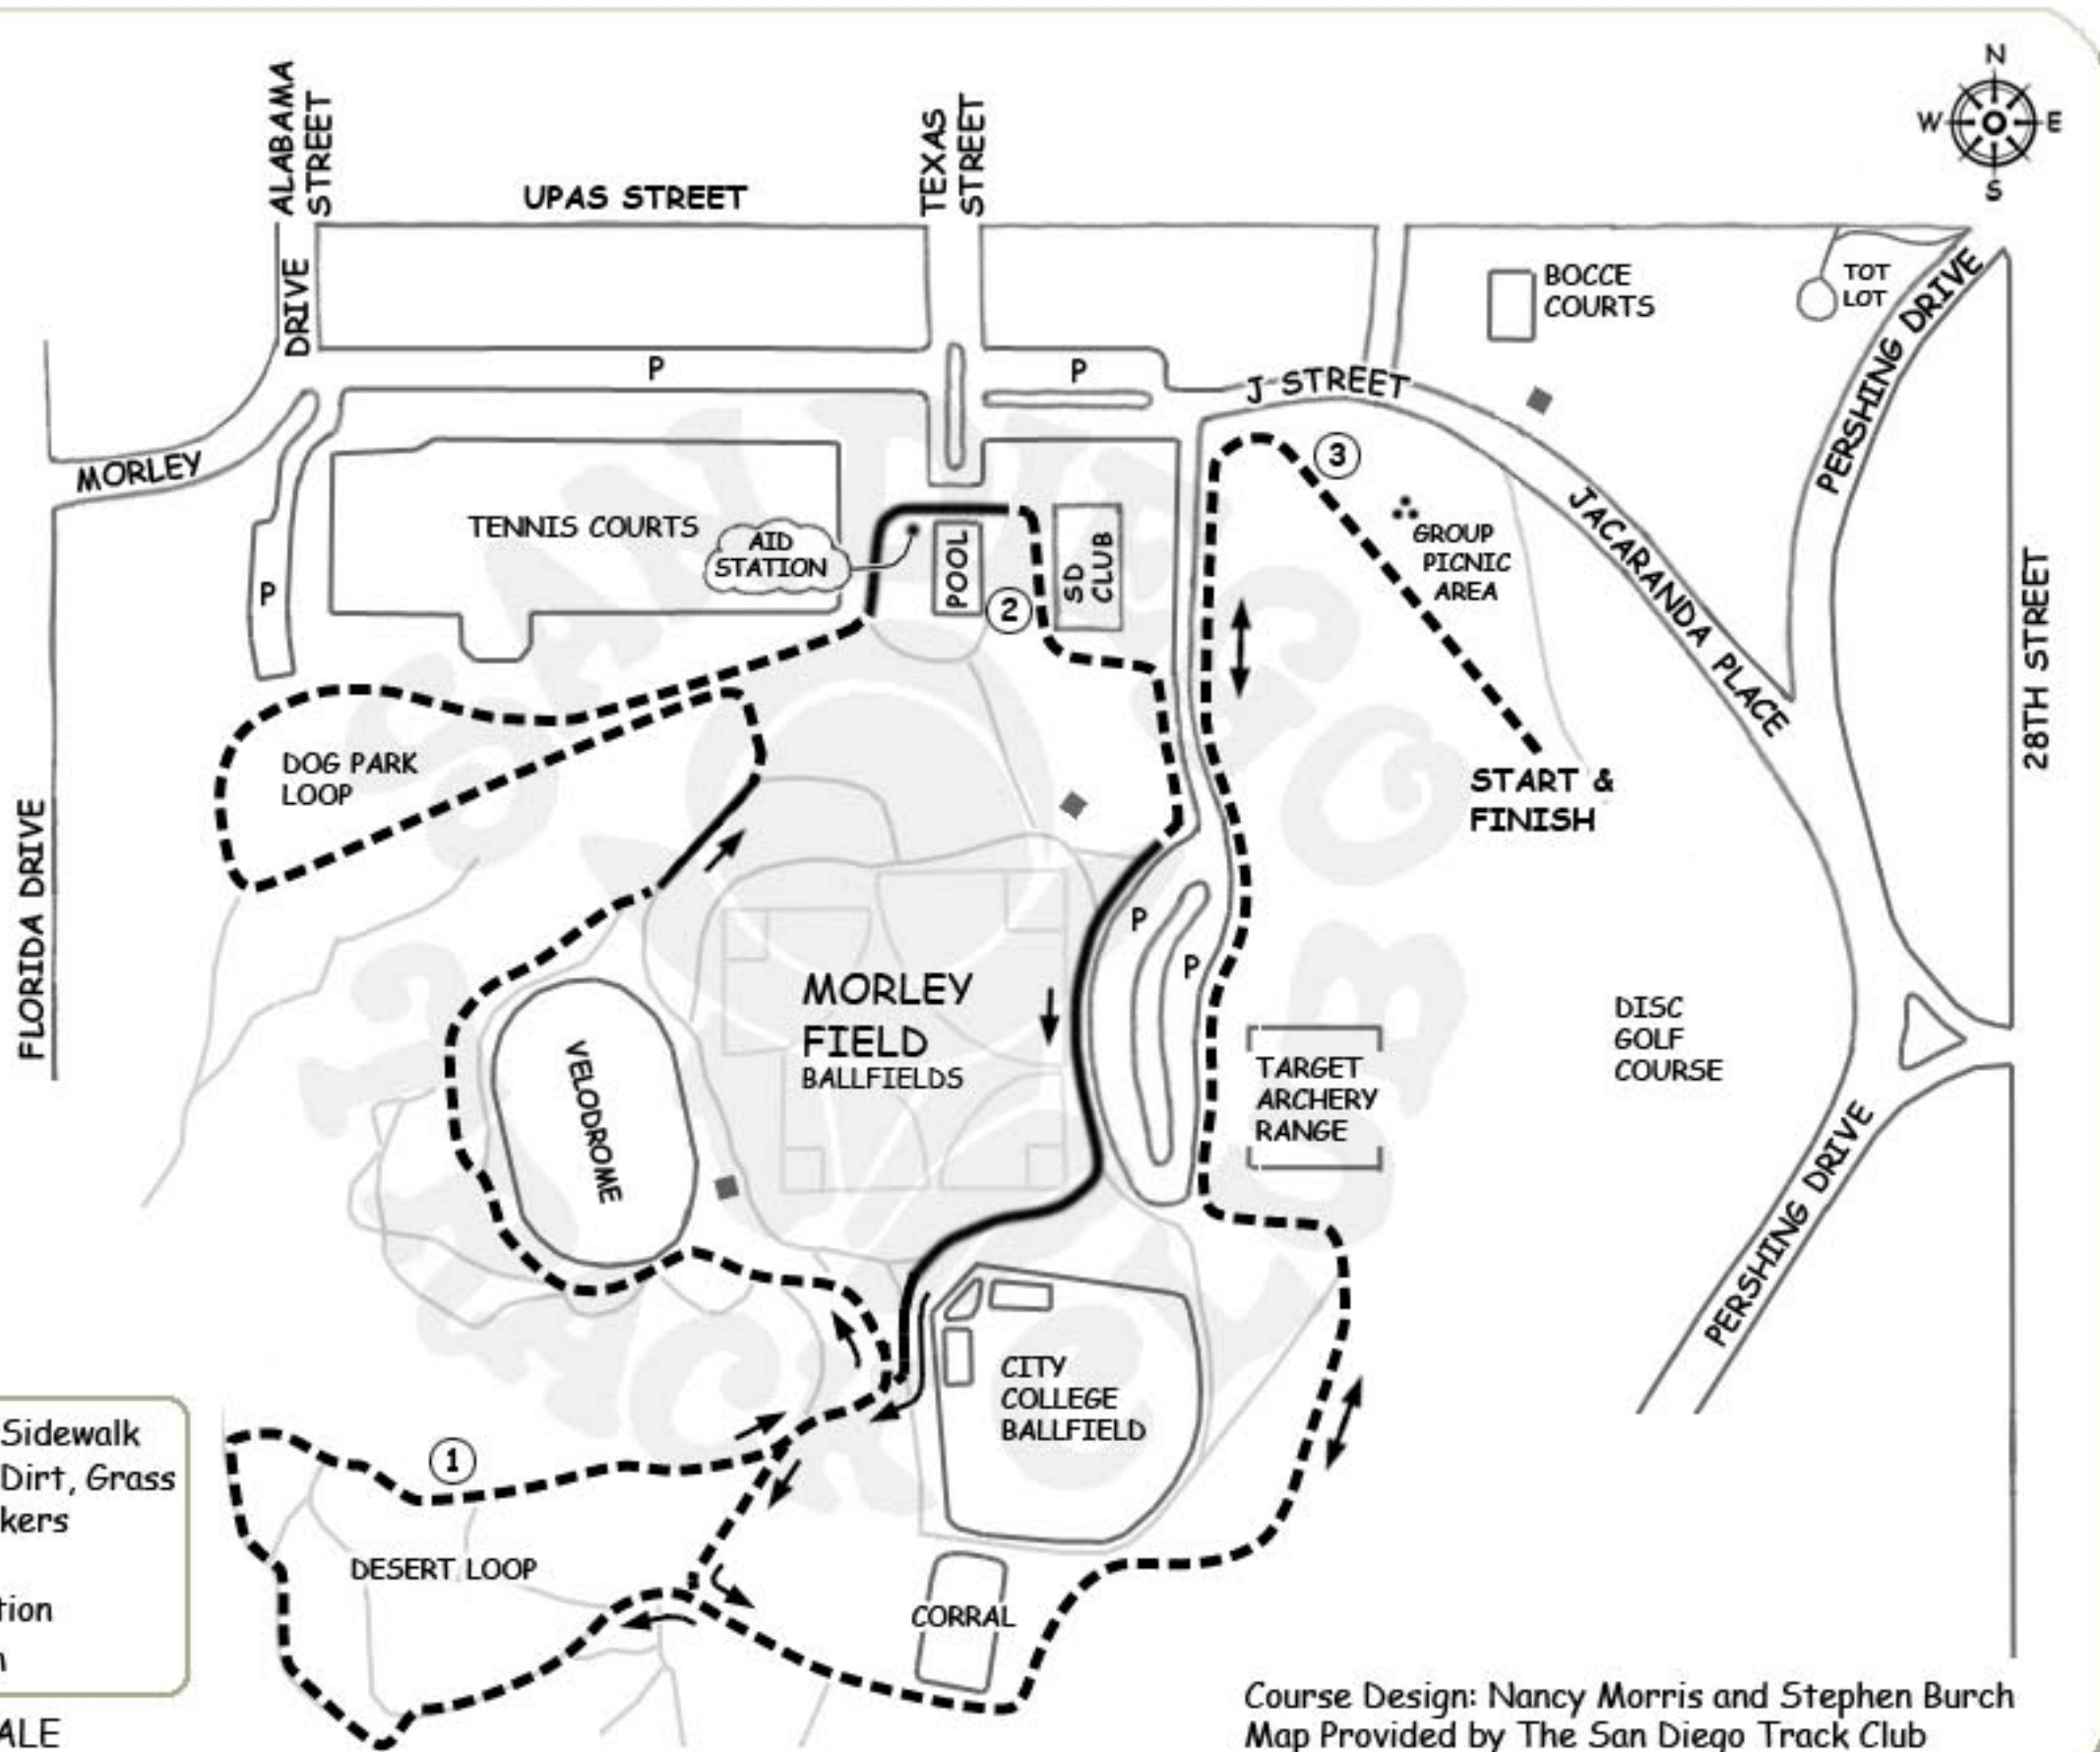 N
W E
S
ALABAMA
STREET
UPAS STREET
TEXAS
STREET
DRIVE
MORLEY
P
P
J STREET
BOCCE
COURTS
TOT
LOT
PERSHING DRIVE
TENNIS COURTS
AID
STATION
POOL
SD
CLUB
2
3
GROUP
PICNIC
AREA
JACARANDA PLACE
28TH STREET
P
DOG PARK
LOOP
START &
FINISH
FLORIDA DRIVE
P
P
MORLEY
FIELD
BALLFIELDS
VELODROME
TARGET
ARCHERY
RANGE
DISC
GOLF
COURSE
PERSHING DRIVE
CITY
COLLEGE
BALLFIELD
1
DESERT LOOP
CORRAL
Sidewalk
Dirt, Grass
kers
tion
n
ALE
Course Design: Nancy Morris and Stephen Burch
Map Provided by The San Diego Track Club
SAN DIEGO
TRACK CLUB